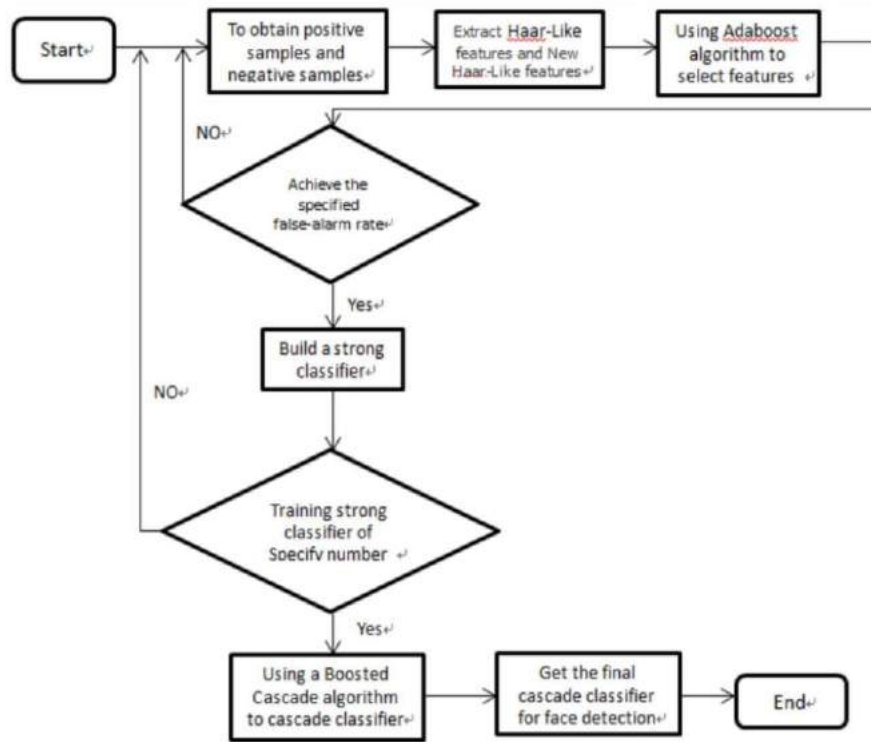 Start↵
To obtain positive
samples and
negative samples↵
Extract Haar-Like
features and New
Haar-Like features↵
Using Adaboost
algorithm to
select features↵
NO
Achieve the
specified
false-alarm rate↵
Yes↵
Build a strong
classifier↵
NO↵
Training strong
classifier of
Specify number ↵
Yes↵
Using a Boosted
Cascade algorithm
to cascade classifier↵
Get the final
cascade classifier
for face detection↵
End↵